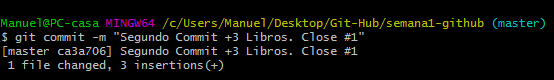 Manuel@PC-casa MINGW64 /c/Users/Manuel/Desktop/Git-Hub/semana1-github (master)
$ git commit -m "Segundo Commit +3 Libros. Close #1"
[master ca3a706] Segundo Commit +3 Libros. Close #1
 1 file changed, 3 insertions(+)